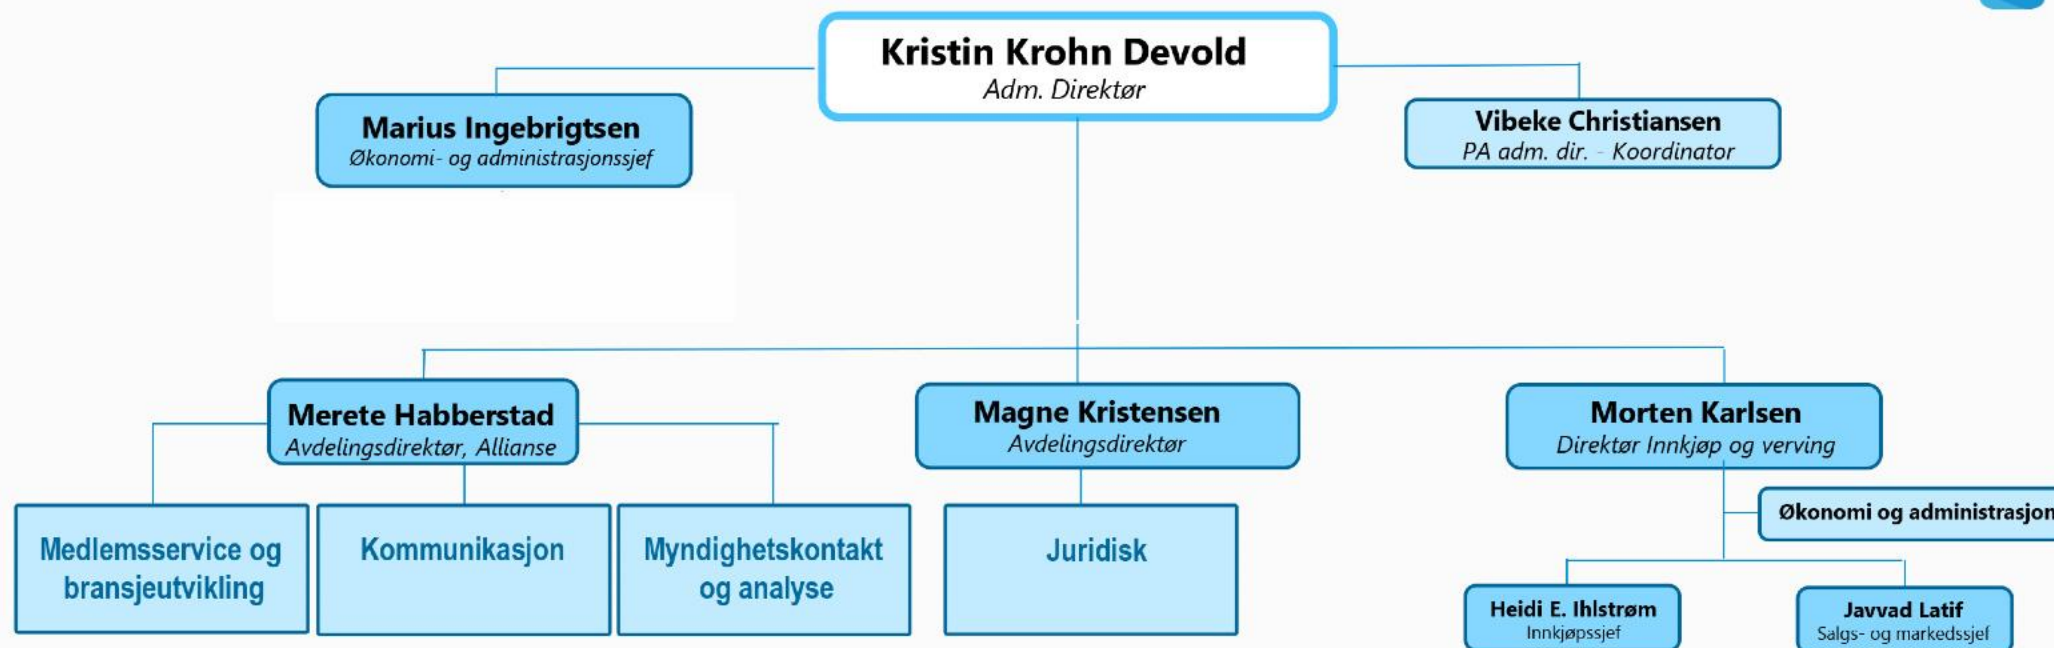 Kristin Krohn Devold
Adm. Direktør
Marius Ingebrigtsen
Økonomi- og administrasjonssjef
Vibeke Christiansen
PA adm. dir. - Koordinator
Merete Habberstad
Avdelingsdirektør, Allianse
Magne Kristensen
Avdelingsdirektør
Morten Karlsen
Direktør Innkjøp og verving
Medlemsservice og
bransjeutvikling
Kommunikasjon
Myndighetskontakt
og analyse
Juridisk
Økonomi og administrasjon
Heidi E. Ihlstrøm
Innkjøpssjef
Javvad Latif
Salgs- og markedssjef